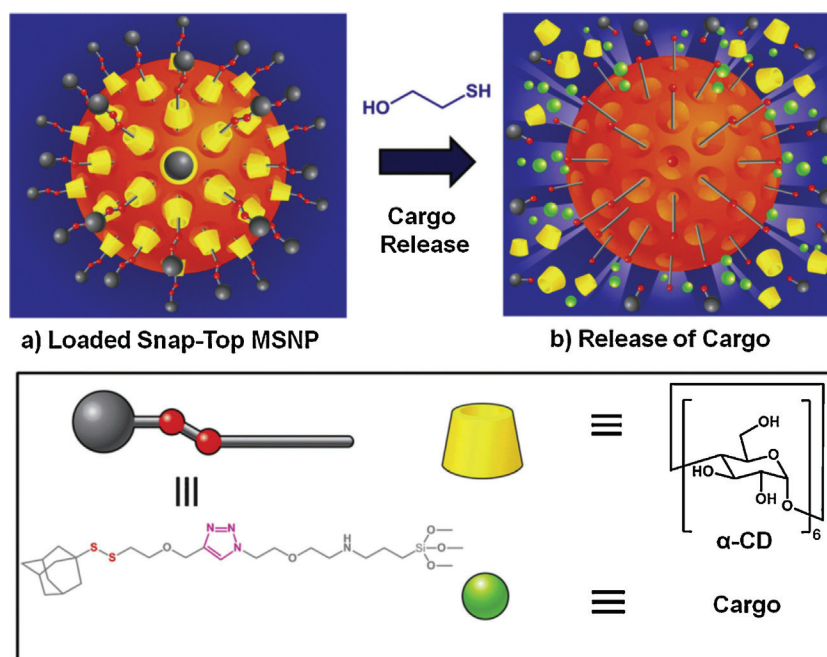 HO
SH
Cargo
Release
a) Loaded Snap-Top MSNP
b) Release of Cargo
S
S
O
N
N
N
O
H
N
Si
O
O
O
OH
O
HO
OH
O
6
α-CD
Cargo